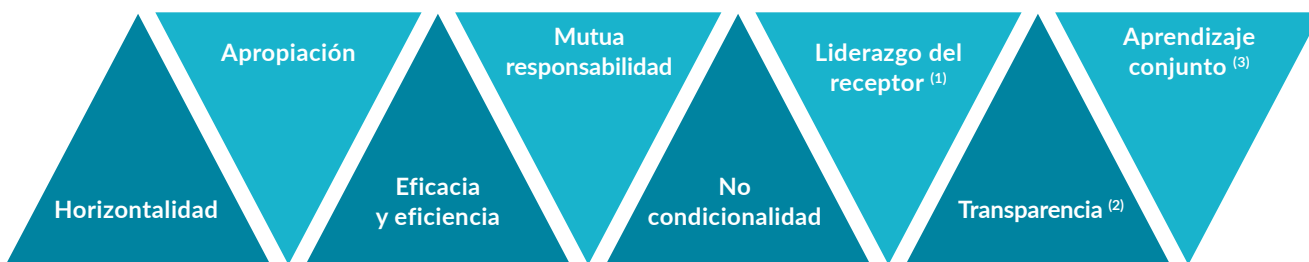 Horizontalidad
Apropiación
Eficacia
y eficiencia
Mutua
responsabilidad
No
condicionalidad
Liderazgo del
receptor (1)
Transparencia (2)
Aprendizaje
conjunto (3)